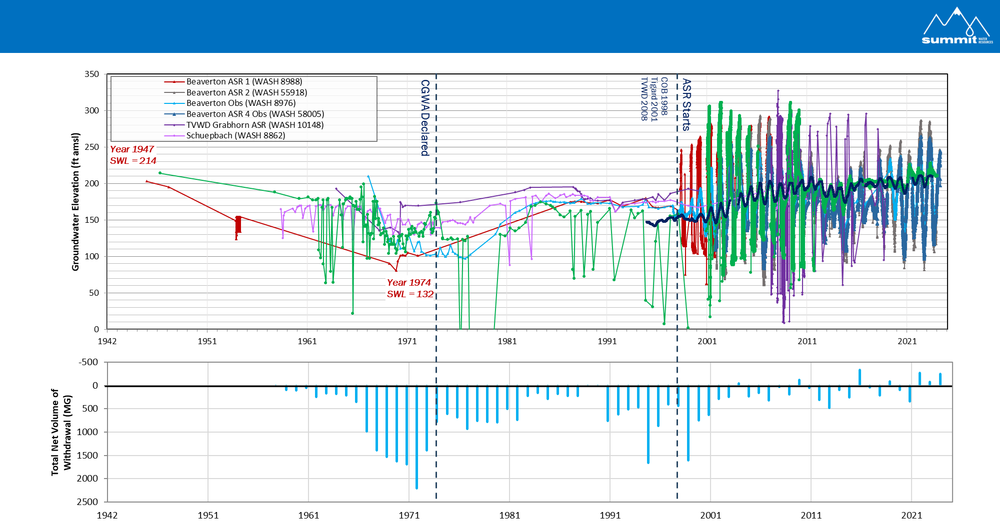 summit WATER
RESOURCES
350
300
250
200
150
100
50
0
Groundwater Elevation (ft amsl)
Beaverton ASR 1 (WASH 8988)
Beaverton ASR 2 (WASH 55918)
Beaverton Obs (WASH 8976)
Beaverton ASR 4 Obs (WASH 58005)
TVWD Grabhorn ASR (WASH 10148)
Schuepbach (WASH 8862)
Year 1947
SWL = 214
Year 1974
SWL = 132
CGWA Declared
COB 1998
Tigard 2001
TVWD 2008
ASR Starts
1942 1951 1961 1971 1981 1991 2001 2011 2021
-500
0
500
1000
1500
2000
2500
Total Net Volume of
Withdrawal (MG)
1942 1951 1961 1971 1981 1991 2001 2011 2021